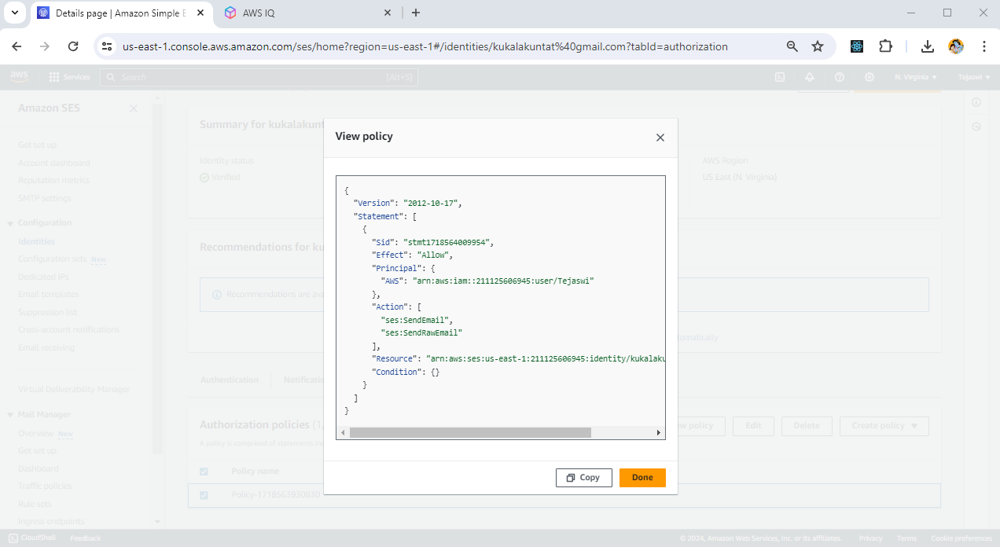 Details page | Amazon Simple E
AWS IQ
us-east-1.console.aws.amazon.com/ses/home?region=us-east-1#/identities/kukalakuntat%40gmail.com?tabId=authorization
aws
Services
Search
[Alt+S]
N. Virginia
Tejaswi
Amazon SES
Get set up
Account dashboard
Reputation metrics
SMTP settings
Configuration
Identities
Configuration sets New
Dedicated IPs
Email templates
Suppression list
Cross-account notifications
Email receiving
Virtual Deliverability Manager
Mail Manager
Overview New
Get set up
Dashboard
Traffic policies
Rule sets
Ingress endpoints
Summary for kukalakunt
Identity status
Verified
AWS Region
US East (N. Virginia)
Recommendations for ku
Recommendations are ava
tomatically
Authentication
Notificatio
Authorization policies (1/
A policy is comprised of statements
ew policy
Edit
Delete
Create policy
Policy name
Policy-1718563930830
View policy
{
"Version": "2012-10-17",
"Statement": [
{
"Sid": "stmt1718564009954",
"Effect": "Allow",
"Principal": {
"AWS": "arn:aws:iam::211125606945:user/Tejaswi"
},
"Action": [
"ses:SendEmail",
"ses:SendRawEmail"
],
"Resource": "arn:aws:ses:us-east-1:211125606945:identity/kukalaku
"Condition": {}
}
]
}
Copy
Done
CloudShell
Feedback
© 2024, Amazon Web Services, Inc. or its affiliates.
Privacy
Terms
Cookie preferences